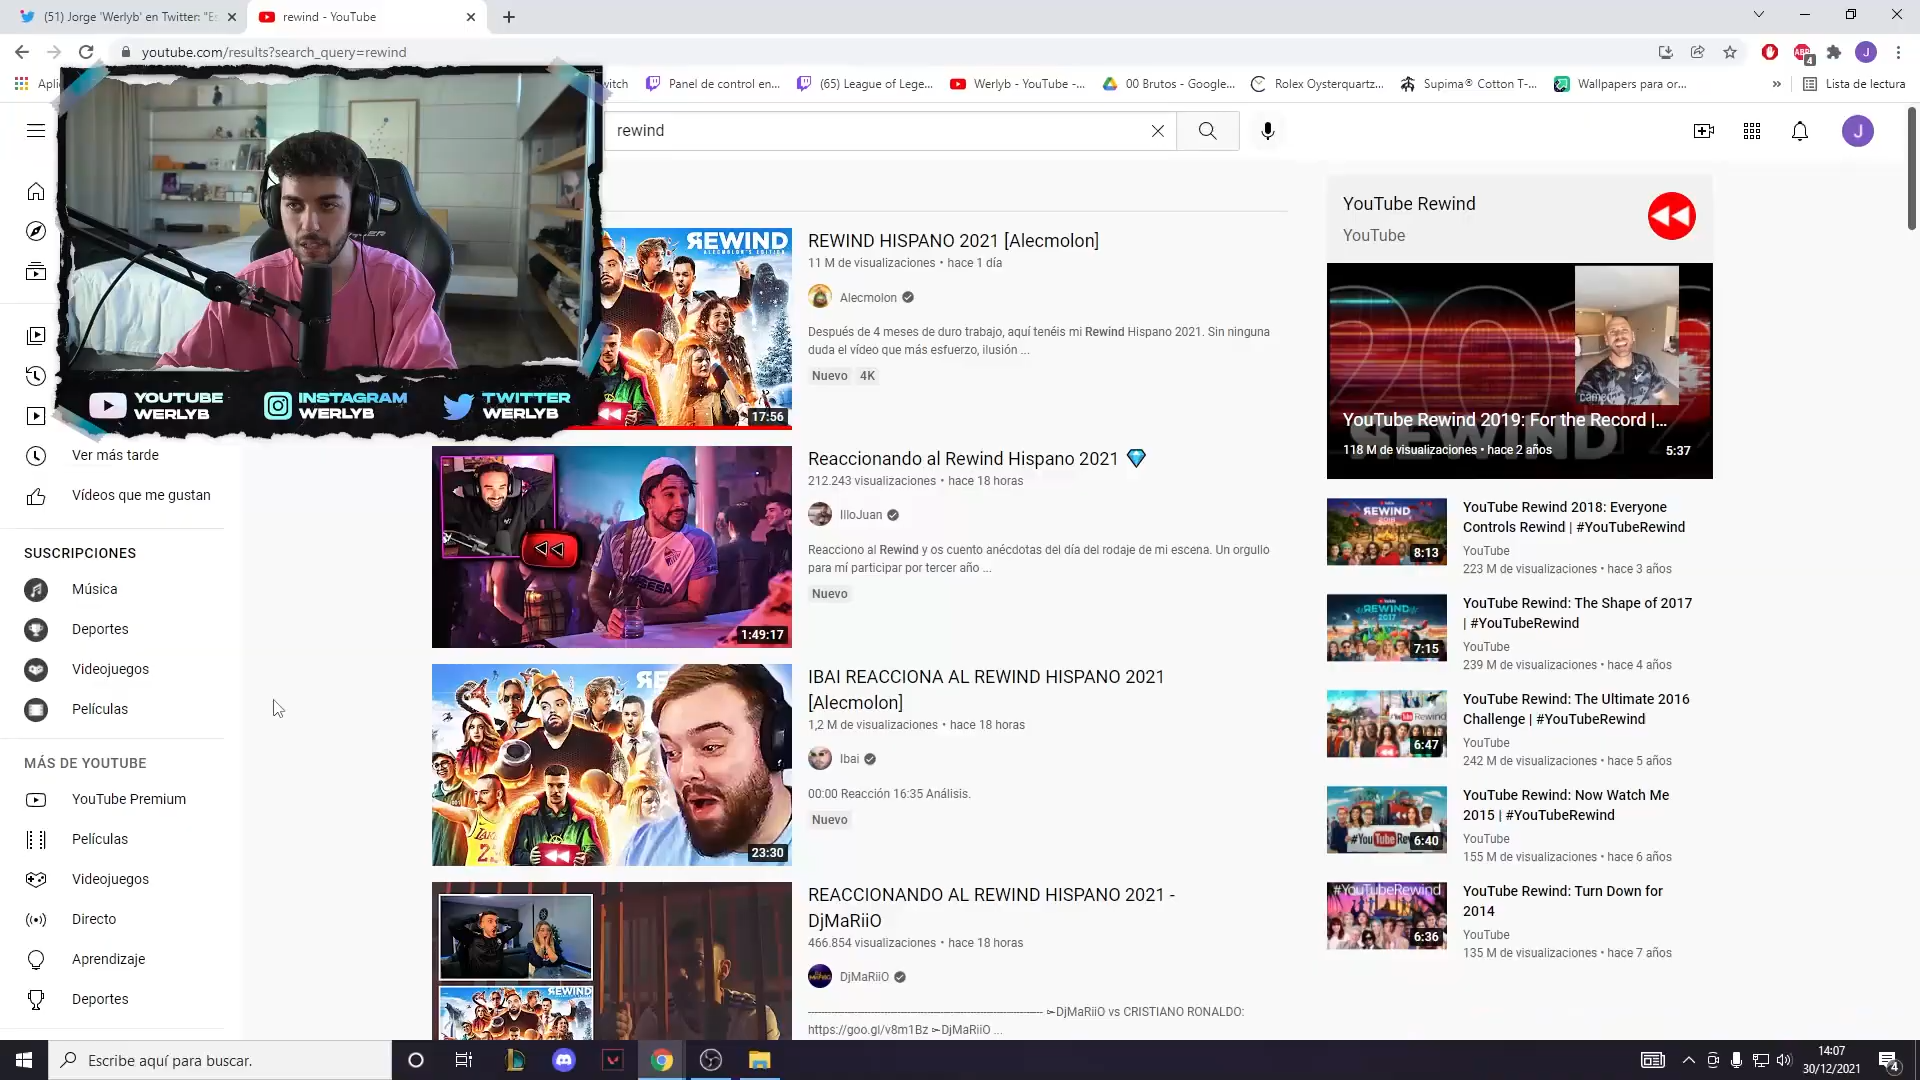 (51) Jorge 'Werlyb' en Twitter: "Es
rewind - YouTube
youtube.com/results?search_query=rewind
Apli
witch
Panel de control en...
(65) League of Lege...
Werlyb - YouTube -...
00 Brutos - Google...
Rolex Oysterquartz...
Supima® Cotton T-...
Wallpapers para or...
»
Lista de lectura
rewind
J
YOUTUBE
WERLYB
INSTAGRAM
WERLYB
TWITTER
WERLYB
Ver más tarde
Vídeos que me gustan
SUSCRIPCIONES
Música
Deportes
Videojuegos
Películas
MÁS DE YOUTUBE
YouTube Premium
Películas
Videojuegos
Directo
Aprendizaje
Deportes
REWIND
ALECMOLON'S EDITION
17:56
REWIND HISPANO 2021 [Alecmolon]
11 M de visualizaciones • hace 1 día
Alecmolon
Después de 4 meses de duro trabajo, aquí tenéis mi Rewind Hispano 2021. Sin ninguna
duda el vídeo que más esfuerzo, ilusión ...
Nuevo 4K
1:49:17
Reaccionando al Rewind Hispano 2021
212.243 visualizaciones • hace 18 horas
IlloJuan
Reacciono al Rewind y os cuento anécdotas del día del rodaje de mi escena. Un orgullo
para mí participar por tercer año ...
Nuevo
RE
23:30
IBAI REACCIONA AL REWIND HISPANO 2021
[Alecmolon]
1,2 M de visualizaciones • hace 18 horas
Ibai
00:00 Reacción 16:35 Análisis.
Nuevo
REWIND
REACCIONANDO AL REWIND HISPANO 2021 -
DjMaRiiO
466.854 visualizaciones • hace 18 horas
DjMaRiiO
►DjMaRiiO vs CRISTIANO RONALDO:
https://goo.gl/v8m1Bz ►DjMaRiiO ...
YouTube Rewind
YouTube
REWIND
YouTube Rewind 2019: For the Record |...
118 M de visualizaciones • hace 2 años
5:37
REWIND
8:13
YouTube Rewind 2018: Everyone
Controls Rewind | #YouTubeRewind
YouTube
223 M de visualizaciones • hace 3 años
REWIND
2017
7:15
YouTube Rewind: The Shape of 2017
| #YouTubeRewind
YouTube
239 M de visualizaciones • hace 4 años
6:47
YouTube Rewind: The Ultimate 2016
Challenge | #YouTubeRewind
YouTube
242 M de visualizaciones • hace 5 años
#YouTubeRe
6:40
YouTube Rewind: Now Watch Me
2015 | #YouTubeRewind
YouTube
155 M de visualizaciones • hace 6 años
#YouTubeRewind
6:36
YouTube Rewind: Turn Down for
2014
YouTube
135 M de visualizaciones • hace 7 años
Escribe aquí para buscar.
14:07
30/12/2021
4